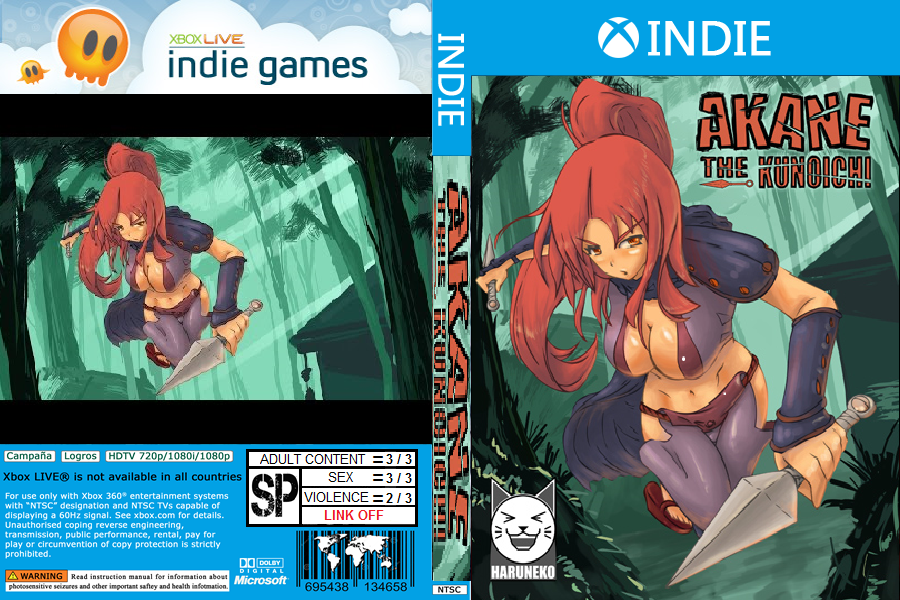 XBOX LIVE
indie games
Campaña Logros HDTV 720p/1080i/1080p
Xbox LIVE® is not available in all countries
For use only with Xbox 360® entertainment systems
with “NTSC” designation and NTSC TVs capable of
displaying a 60Hz signal. See xbox.com for details.
Unauthorised coping reverse engineering,
transmission, public performance, rental, pay for
play or circumvention of copy protection is strictly
prohibited.
WARNING Read instruction manual for information about
photosensitive seizures and other important saftey and health infotmation.
ADULT CONTENT = 3 / 3
SP
SEX = 3 / 3
VIOLENCE = 2 / 3
LINK OFF
DOLBY
DIGITAL
Microsoft
695438 134658
INDIE
AKANE
THE KUNOICHI
NTSC
INDIE
AKANE
THE KUNOICHI
HARUNEKO